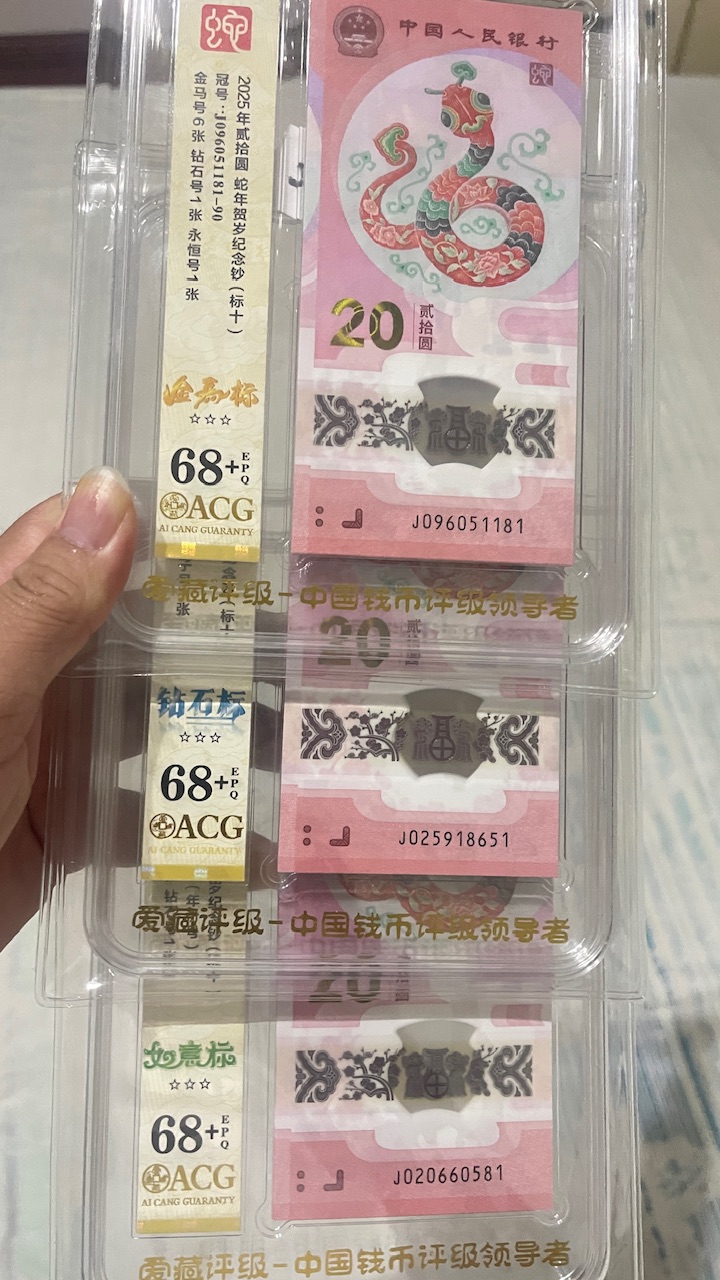 2025年贰拾圆 蛇年贺岁纪念钞（标十）
冠号：J096051181-90
金马号6张 钻石号1张 永恒号1张
金马标
☆☆☆
68+EPQ
ACG
AI CANG GUARANTY
中国人民银行
20
贰拾圆
J096051181
爱藏评级-中国钱币评级领导者
20
钻石标
☆☆☆
68+EPQ
ACG
AI CANG GUARANTY
J025918651
爱藏评级-中国钱币评级领导者
20
如意标
☆☆☆
68+EPQ
ACG
AI CANG GUARANTY
J020660581
爱藏评级-中国钱币评级领导者